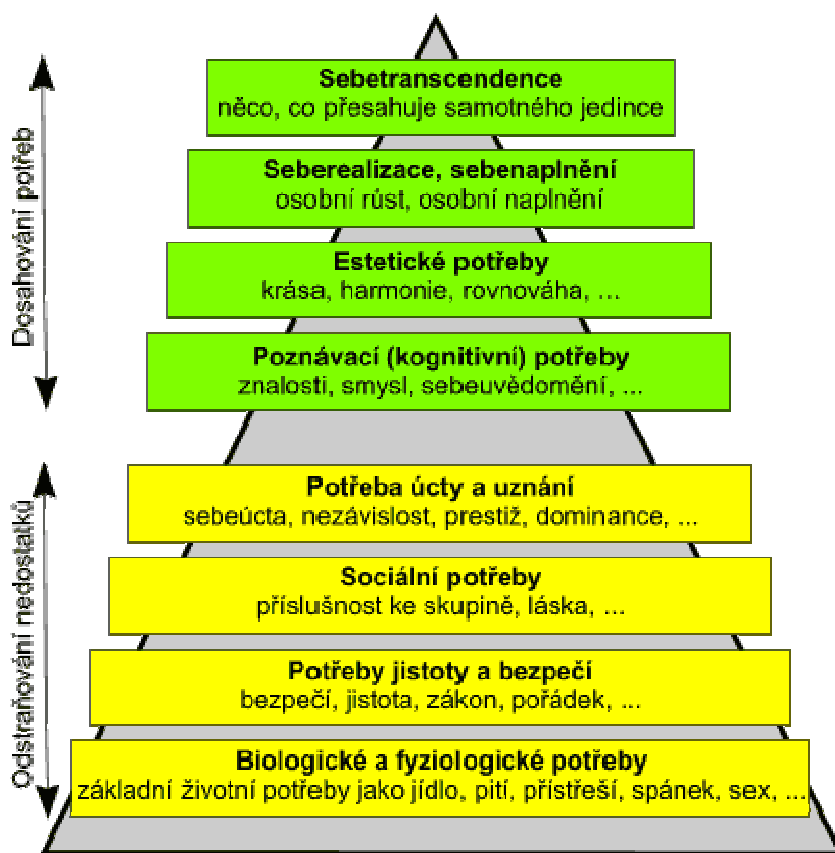 Sebetranscendence
něco, co přesahuje samotného jedince
Seberealizace, sebenaplnění
osobní růst, osobní naplnění
Estetické potřeby
krása, harmonie, rovnováha, ...
Poznávací (kognitivní) potřeby
znalosti, smysl, sebeuvědomění, ...
Dosahování potřeb
Potřeba úcty a uznání
sebeúcta, nezávislost, prestiž, dominance, ...
Sociální potřeby
příslušnost ke skupině, láska, ...
Potřeby jistoty a bezpečí
bezpečí, jistota, zákon, pořádek, ...
Biologické a fyziologické potřeby
základní životní potřeby jako jídlo, pití, přístřeší, spánek, sex, ...
Odstraňování nedostatků